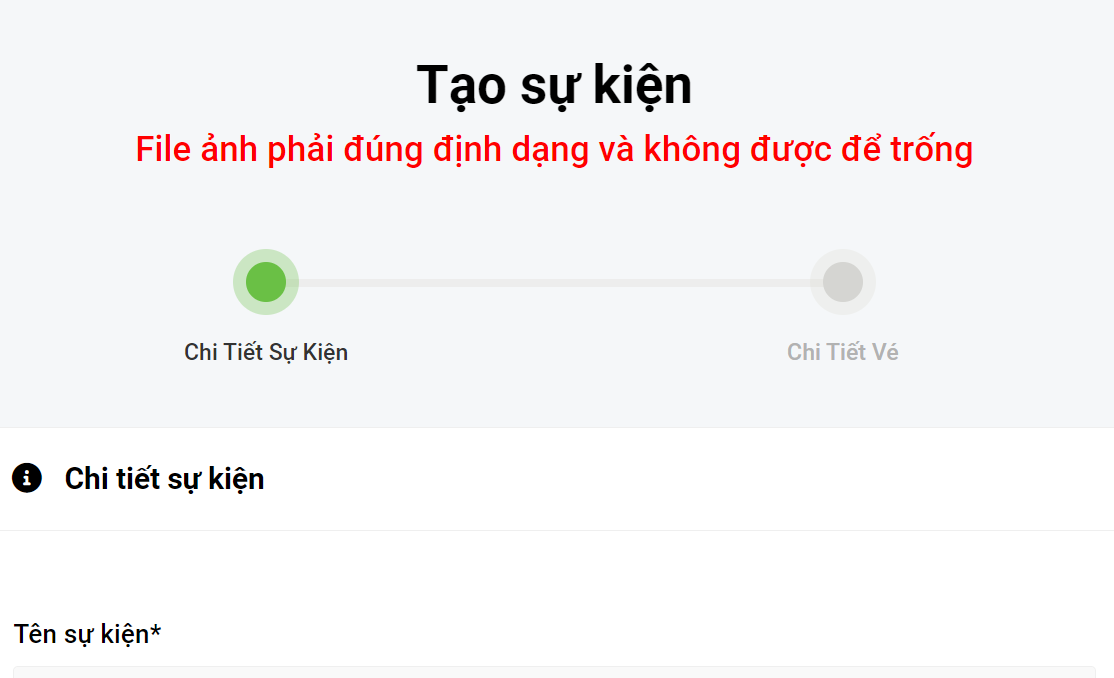 Tạo sự kiện
File ảnh phải đúng định dạng và không được để trống
Chi Tiết Sự Kiện
Chi Tiết Vé
Chi tiết sự kiện
Tên sự kiện*